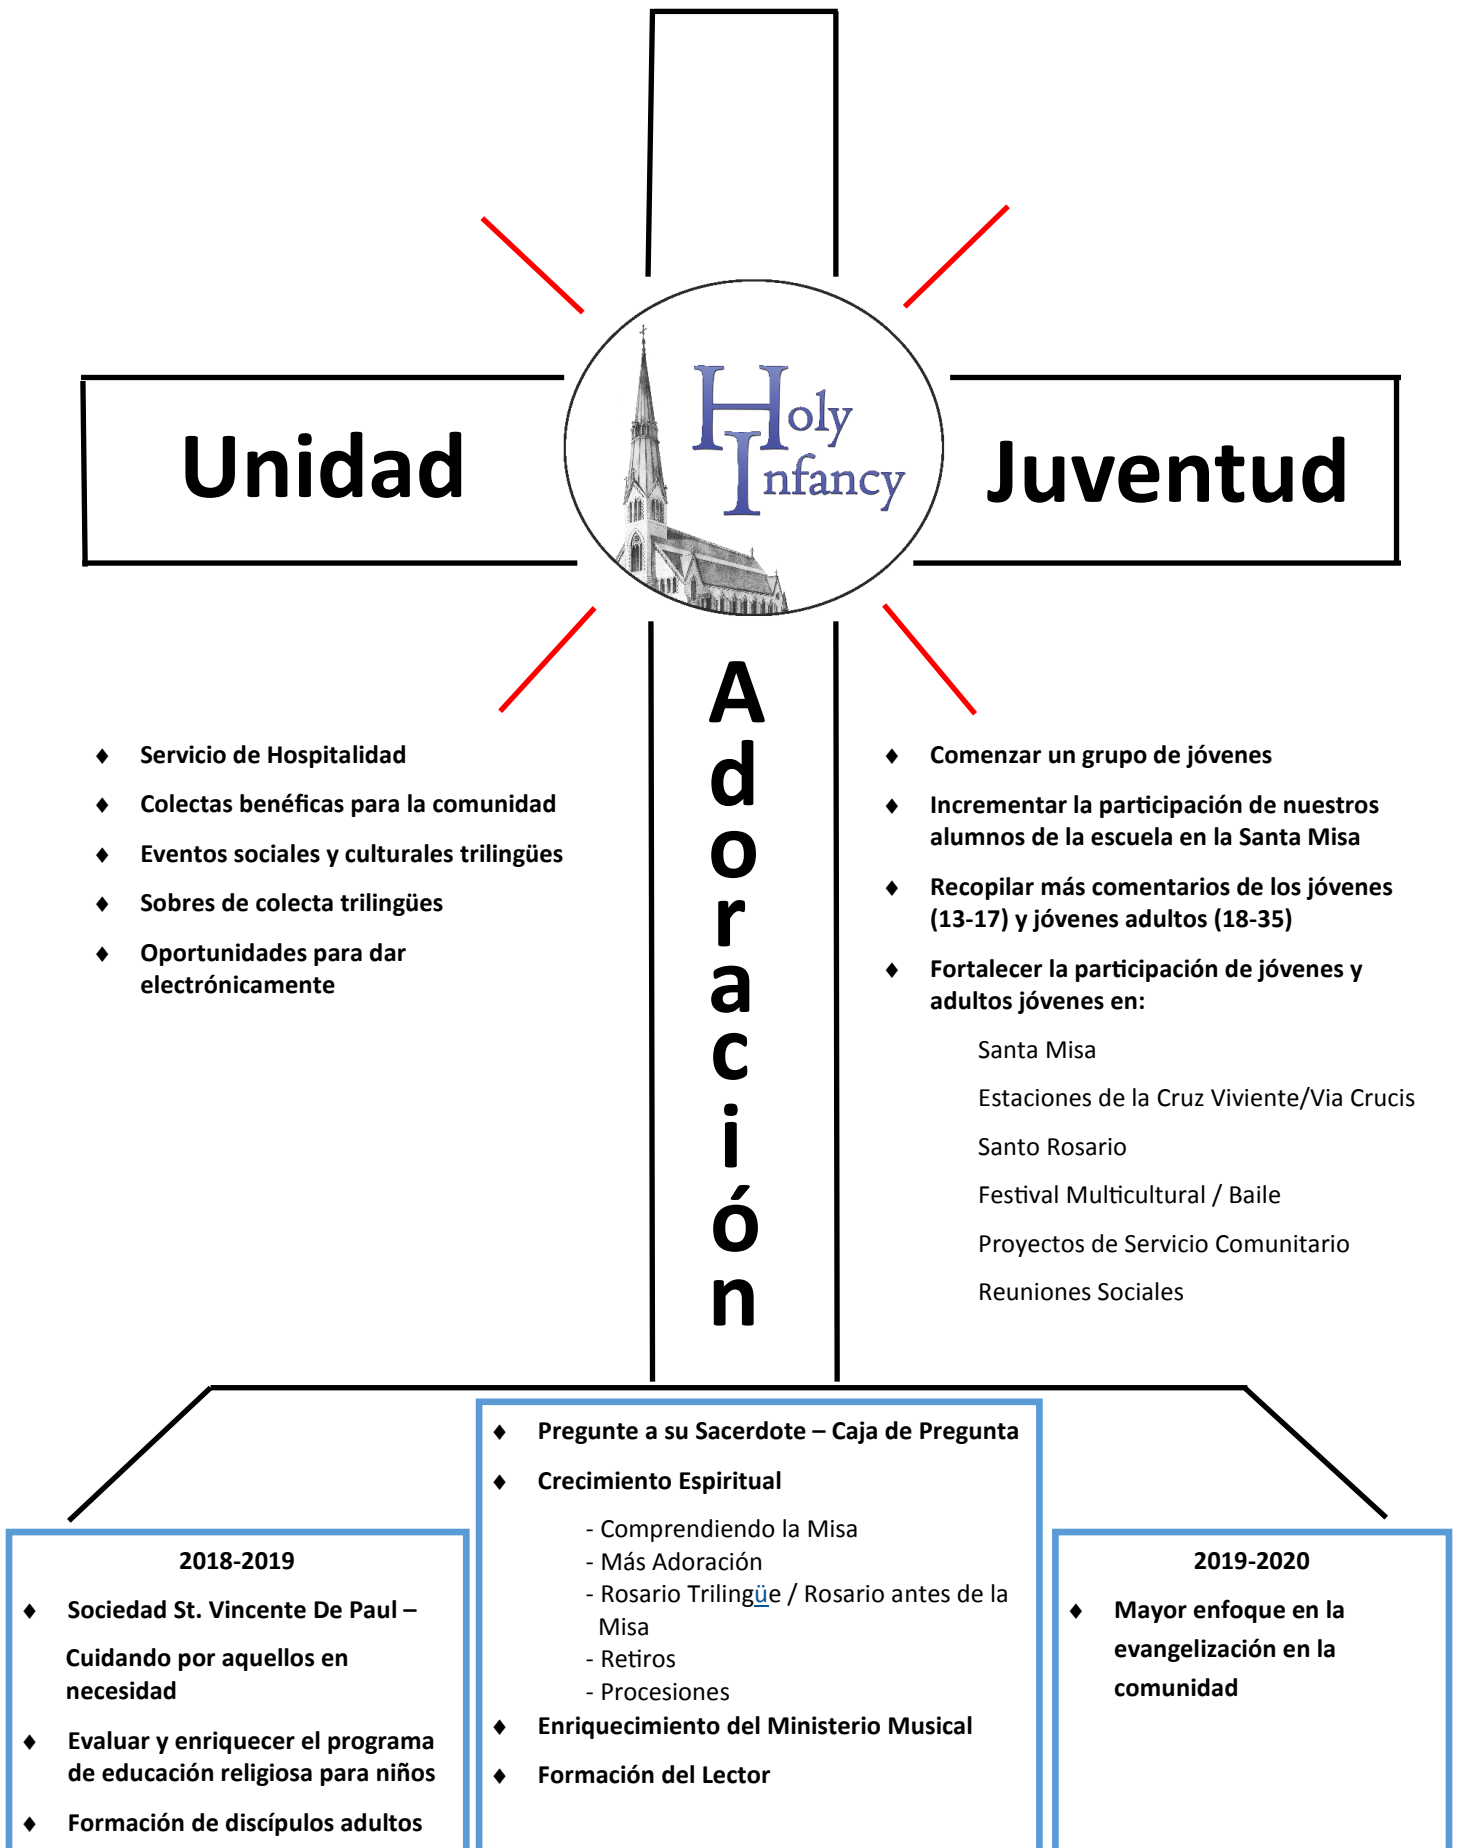 Holy
Infancy
Unidad
Juventud
Adoración
♦ Servicio de Hospitalidad
♦ Colectas benéficas para la comunidad
♦ Eventos sociales y culturales trilingües
♦ Sobres de colecta trilingües
♦ Oportunidades para dar
electrónicamente
♦ Comenzar un grupo de jóvenes
♦ Incrementar la participación de nuestros
alumnos de la escuela en la Santa Misa
♦ Recopilar más comentarios de los jóvenes
(13-17) y jóvenes adultos (18-35)
♦ Fortalecer la participación de jóvenes y
adultos jóvenes en:
Santa Misa
Estaciones de la Cruz Viviente/Via Crucis
Santo Rosario
Festival Multicultural / Baile
Proyectos de Servicio Comunitario
Reuniones Sociales
2018-2019
♦ Sociedad St. Vincente De Paul –
Cuidando por aquellos en
necesidad
♦ Evaluar y enriquecer el programa
de educación religiosa para niños
♦ Formación de discípulos adultos
♦ Pregunte a su Sacerdote – Caja de Pregunta
♦ Crecimiento Espiritual
- Comprendiendo la Misa
- Más Adoración
- Rosario Trilingüe / Rosario antes de la
Misa
- Retiros
- Procesiones
♦ Enriquecimiento del Ministerio Musical
♦ Formación del Lector
2019-2020
♦ Mayor enfoque en la
evangelización en la
comunidad